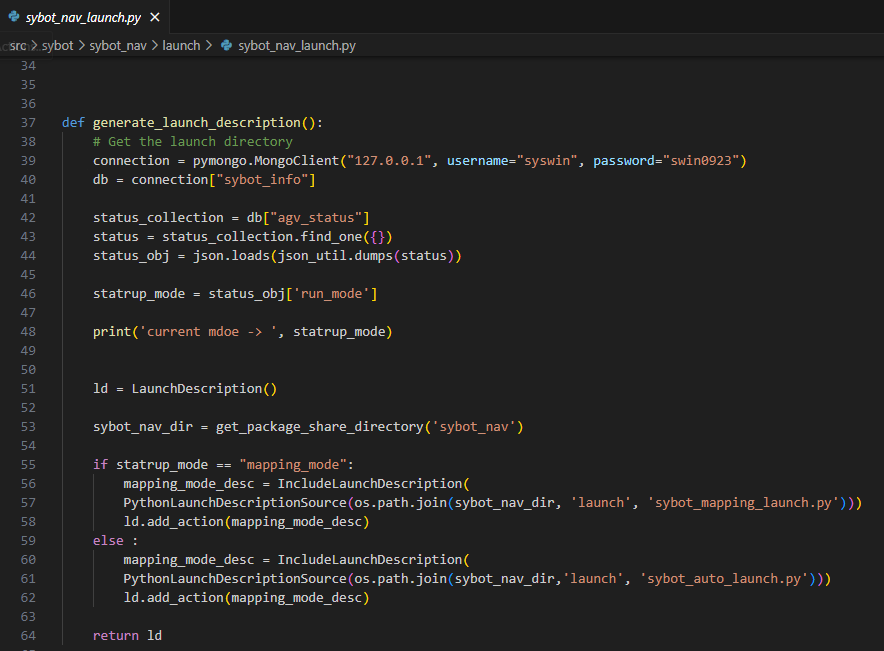 sybot_nav_launch.py
src > sybot > sybot_nav > launch > sybot_nav_launch.py
34
35
36
37 def generate_launch_description():
38 # Get the launch directory
39 connection = pymongo.MongoClient("127.0.0.1", username="syswin", password="swin0923")
40 db = connection["sybot_info"]
41
42 status_collection = db["agv_status"]
43 status = status_collection.find_one({})
44 status_obj = json.loads(json_util.dumps(status))
45
46 statrup_mode = status_obj['run_mode']
47
48 print('current mdoe -> ', statrup_mode)
49
50
51 ld = LaunchDescription()
52
53 sybot_nav_dir = get_package_share_directory('sybot_nav')
54
55 if statrup_mode == "mapping_mode":
56 mapping_mode_desc = IncludeLaunchDescription(
57 PythonLaunchDescriptionSource(os.path.join(sybot_nav_dir, 'launch', 'sybot_mapping_launch.py')))
58 ld.add_action(mapping_mode_desc)
59 else :
60 mapping_mode_desc = IncludeLaunchDescription(
61 PythonLaunchDescriptionSource(os.path.join(sybot_nav_dir,'launch', 'sybot_auto_launch.py')))
62 ld.add_action(mapping_mode_desc)
63
64 return ld